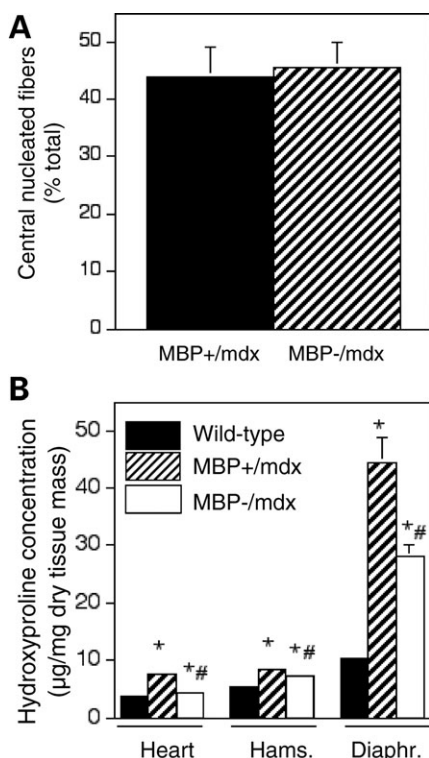 A
Central nucleated fibers
(% total)
50
40
30
20
10
0
MBP+/mdx MBP-/mdx
B
Hydroxyproline concentration
(µg/mg dry tissue mass)
50
40
30
20
10
0
Wild-type
MBP+/mdx
MBP-/mdx
*
*#
*
*#
*
*#
Heart Hams. Diaphr.